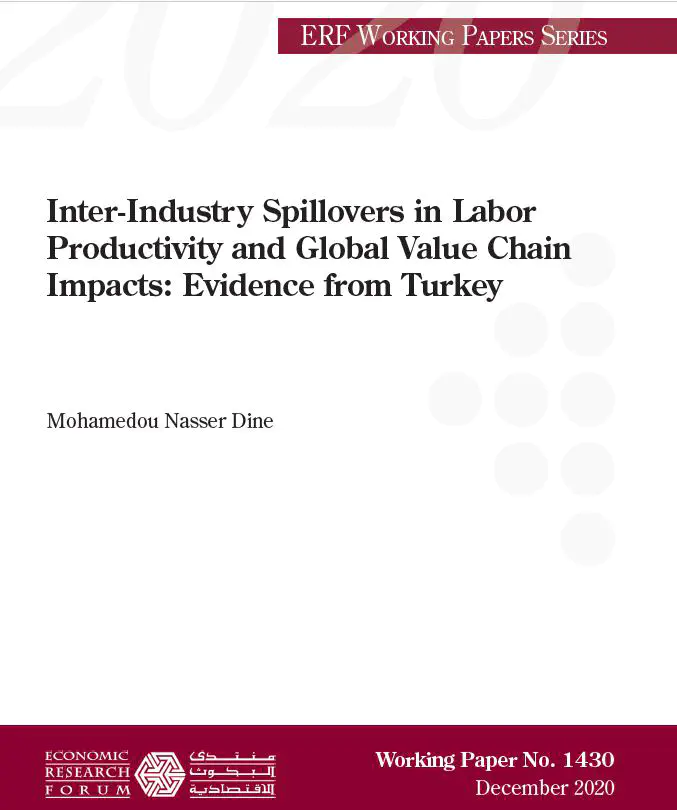 2020
ERF WORKING PAPERS SERIES
Inter-Industry Spillovers in Labor
Productivity and Global Value Chain
Impacts: Evidence from Turkey
Mohamedou Nasser Dine
ECONOMIC
RESEARCH
FORUM
منتدى
البحوث
الاقتصادية
Working Paper No. 1430
December 2020